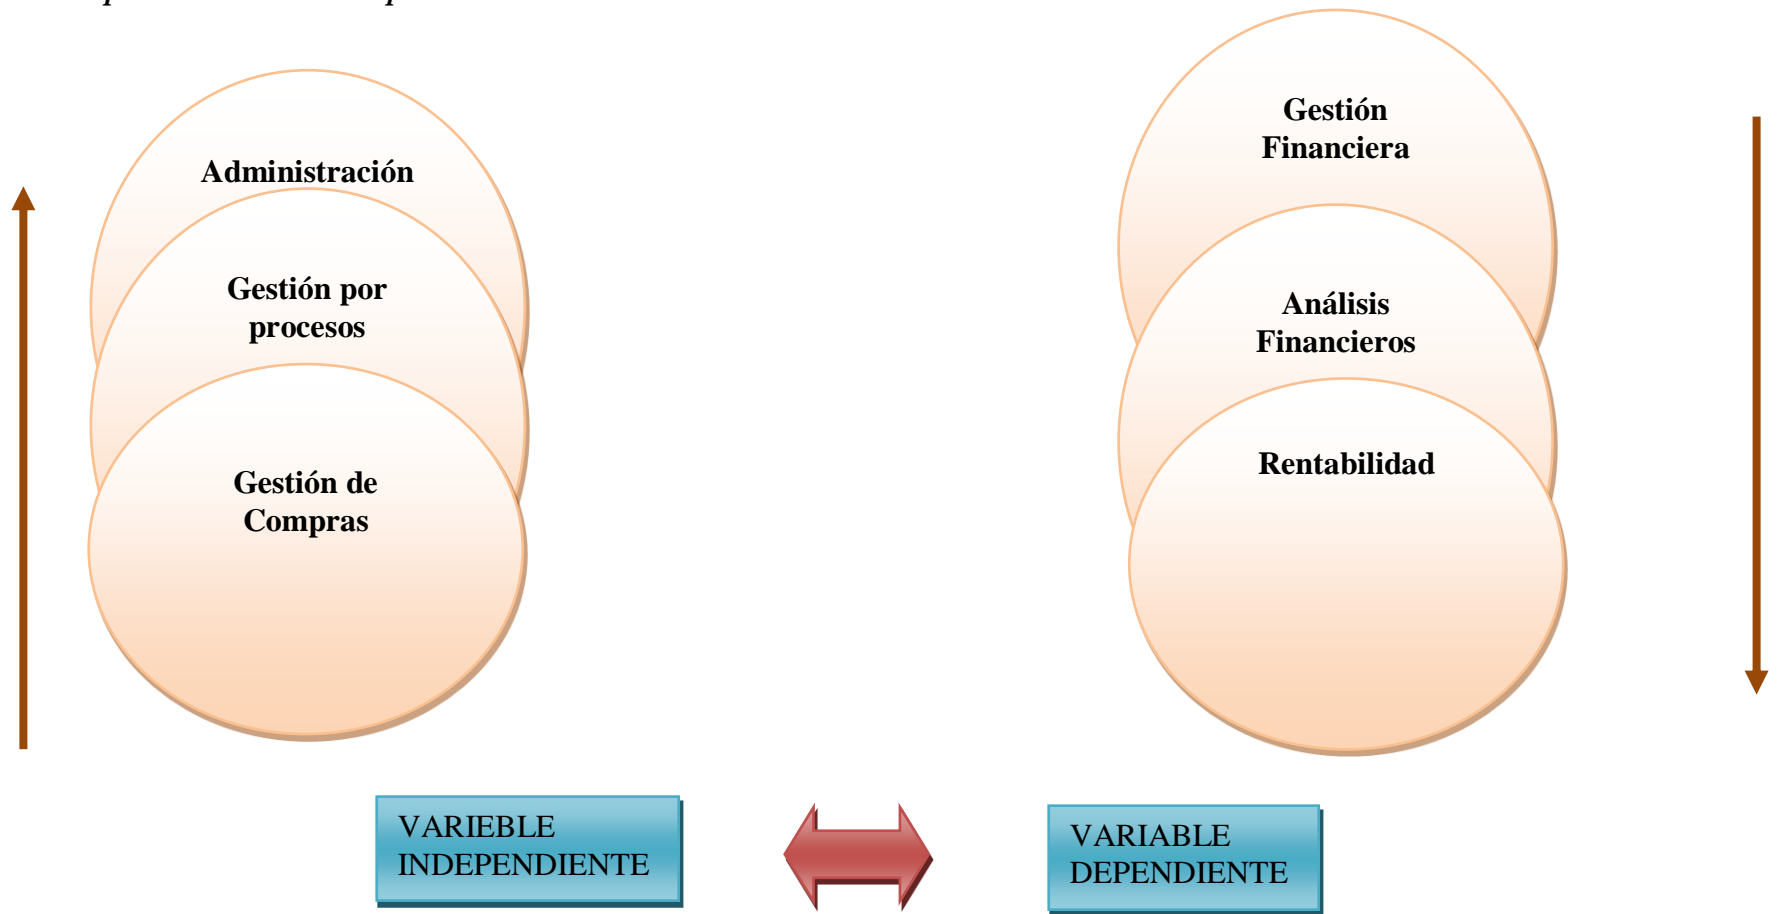 Administración
Gestión por
procesos
Gestión de
Compras
Gestión
Financiera
Análisis
Financieros
Rentabilidad
VARIEBLE
INDEPENDIENTE
VARIABLE
DEPENDIENTE